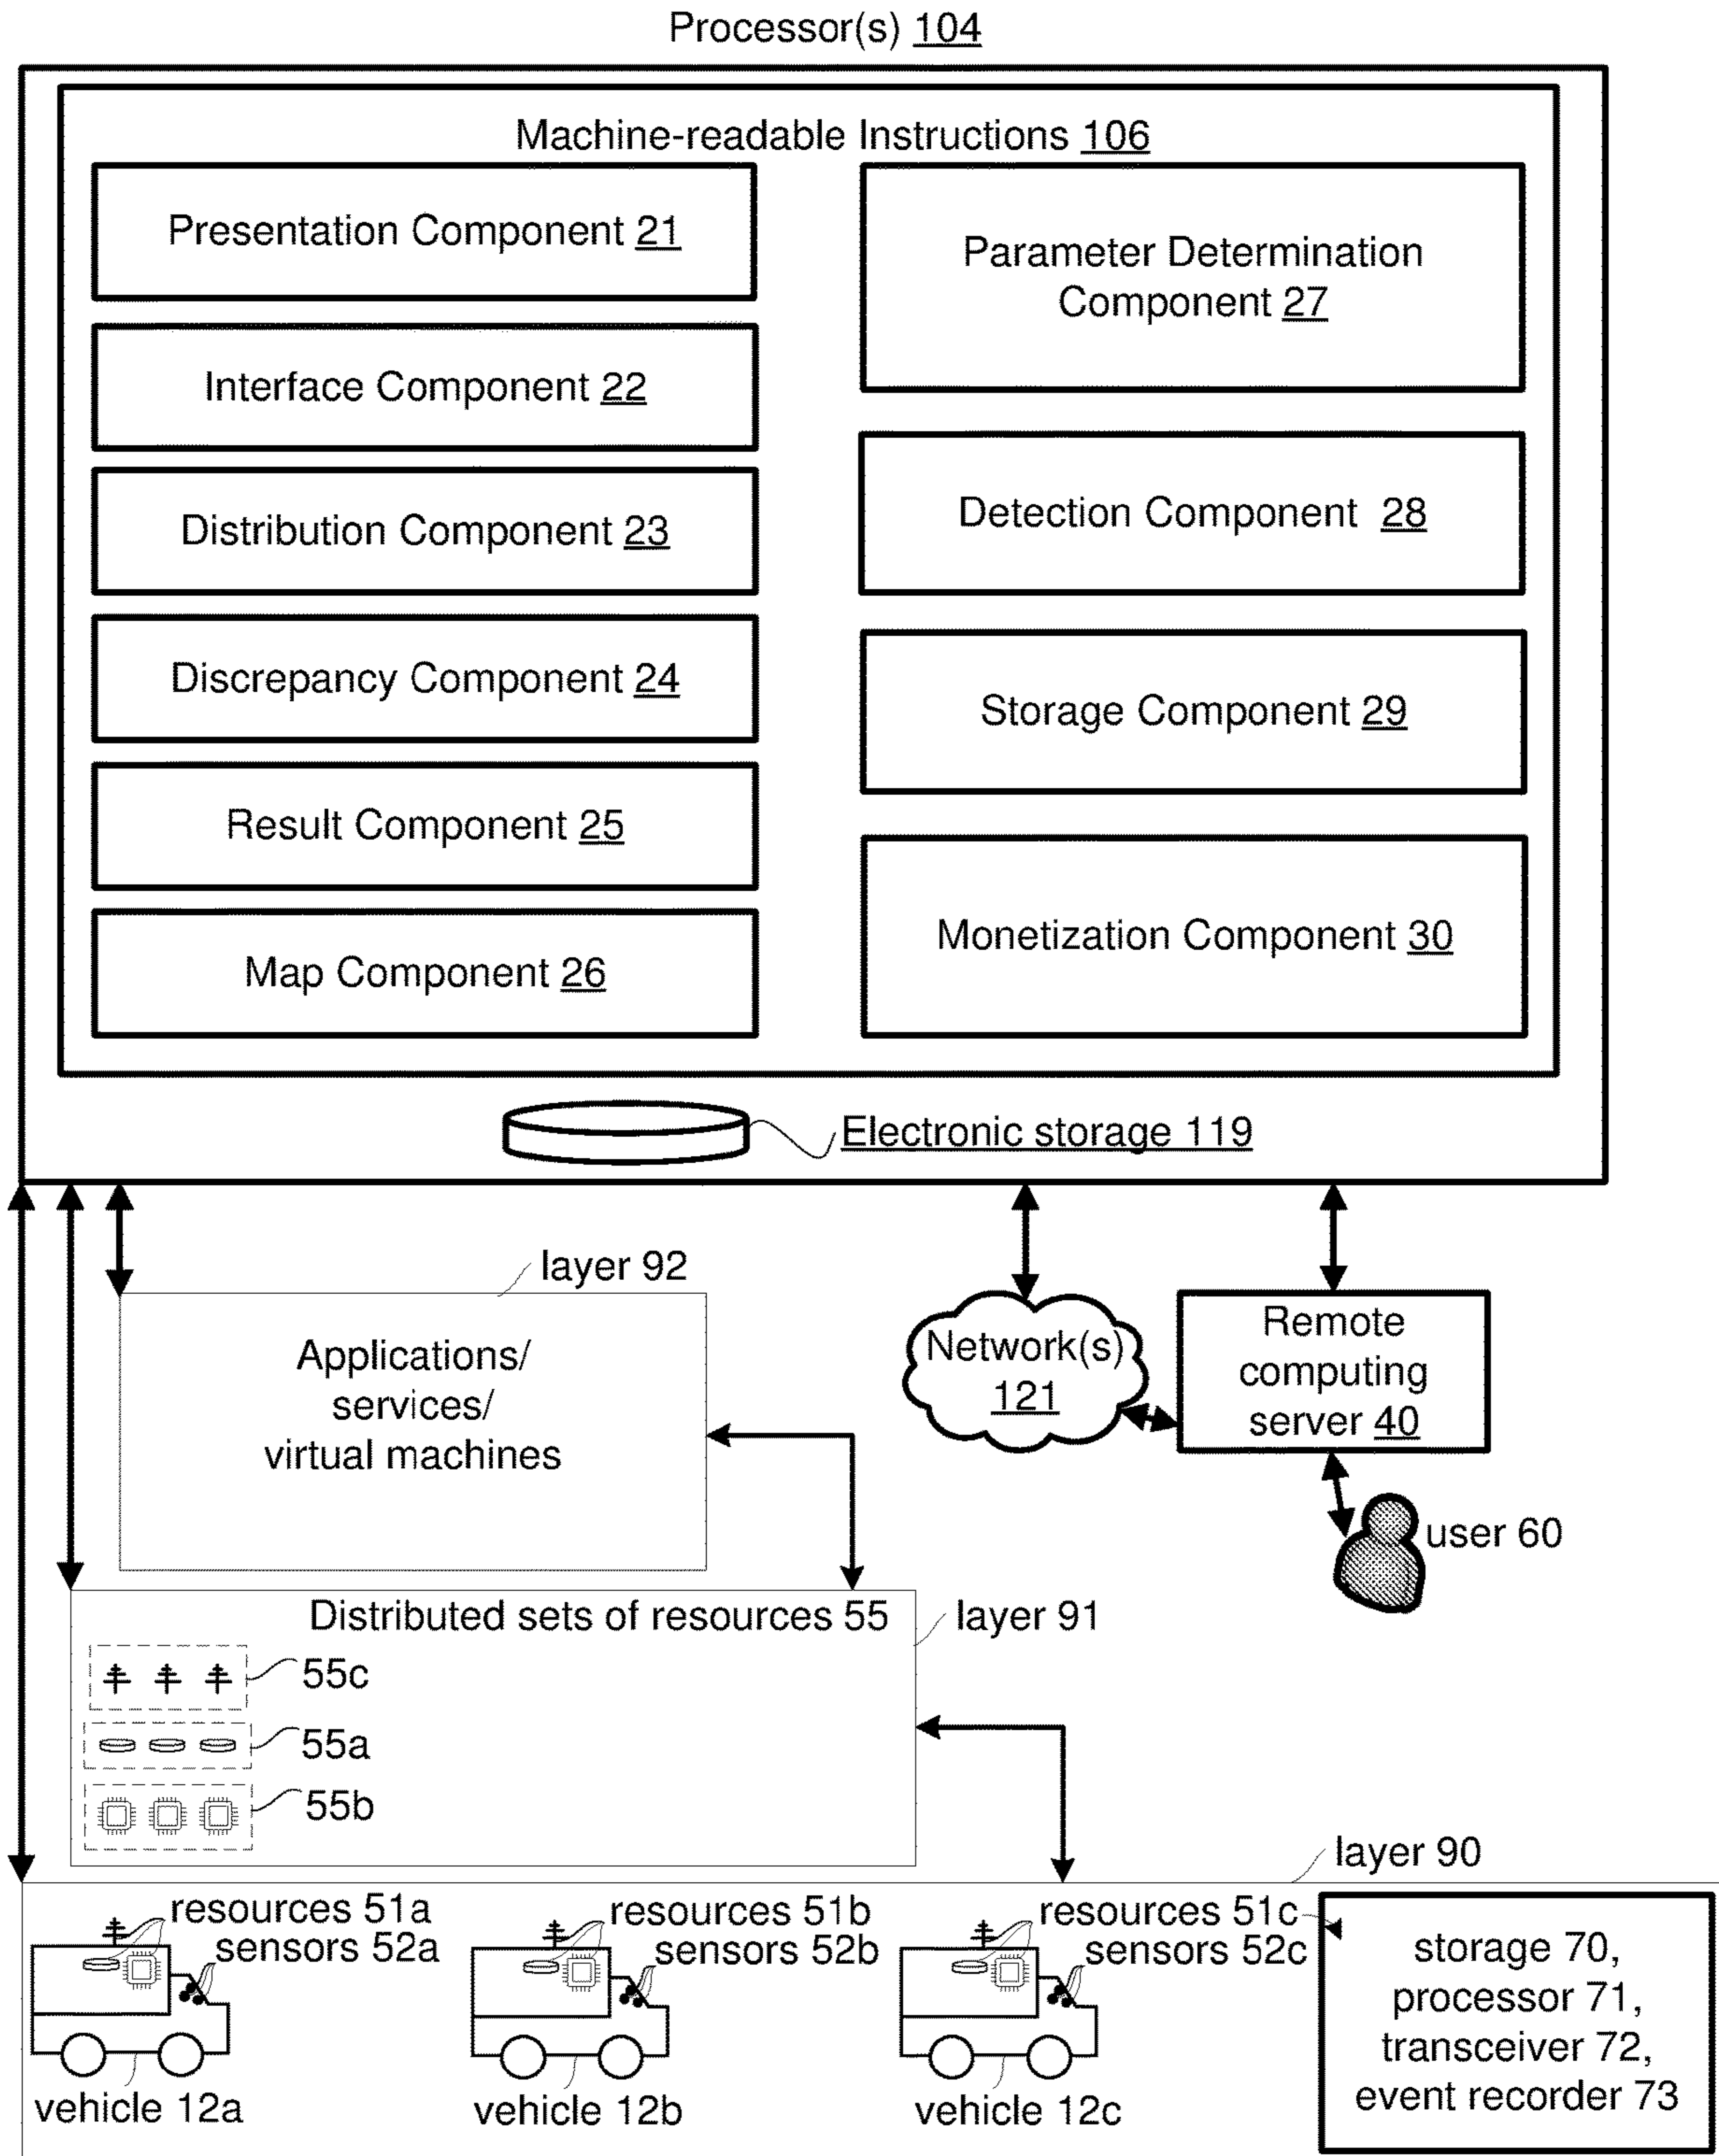 Processor(s) 104
Machine-readable Instructions 106
Presentation Component 21
Interface Component 22
Distribution Component 23
Discrepancy Component 24
Result Component 25
Map Component 26
Parameter Determination
Component 27
Detection Component 28
Storage Component 29
Monetization Component 30
Electronic storage 119
layer 92
Applications/
services/
virtual machines
Network(s)
121
Remote
computing
server 40
user 60
Distributed sets of resources 55
layer 91
55c
55a
55b
layer 90
resources 51a
sensors 52a
vehicle 12a
resources 51b
sensors 52b
vehicle 12b
resources 51c
sensors 52c
vehicle 12c
storage 70,
processor 71,
transceiver 72,
event recorder 73